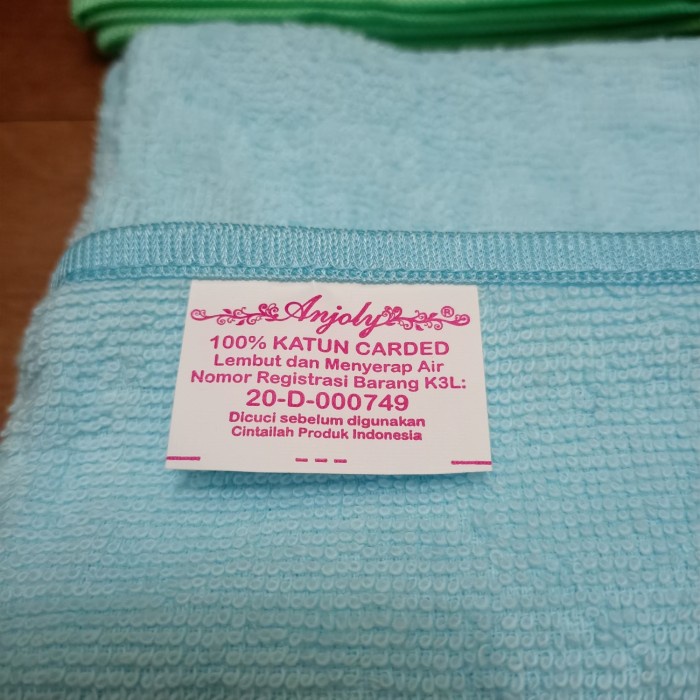 Anjoly®
100% KATUN CARDED
Lembut dan Menyerap Air
Nomor Registrasi Barang K3L:
20-D-000749
Dicuci sebelum digunakan
Cintailah Produk Indonesia